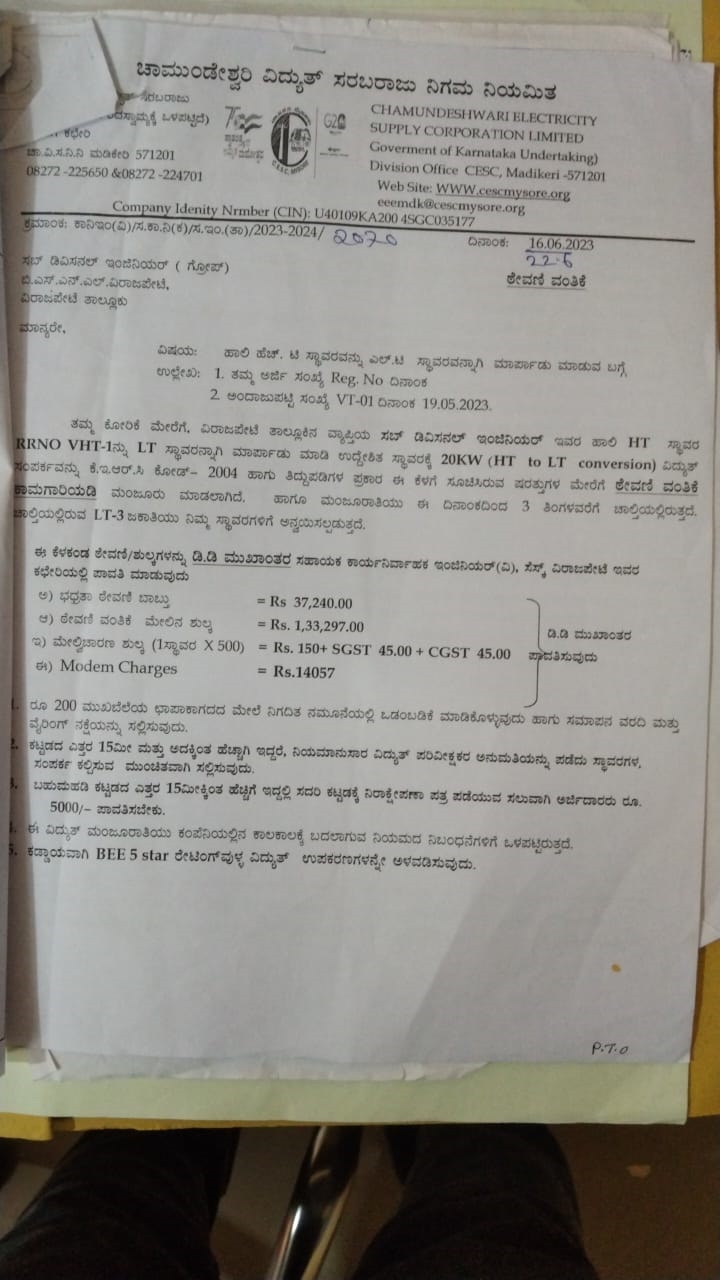 ಚಾಮುಂಡೇಶ್ವರಿ ವಿದ್ಯುತ್ ಸರಬರಾಜು ನಿಗಮ ನಿಯಮಿತ
ಸರಬರಾಜು
ಒಳಪಟ್ಟಿದೆ)
ಕಛೇರಿ
ಚಾ.ವಿ.ಸ.ನಿ.ನಿ ಮಡಿಕೇರಿ 571201
08272 -225650 &08272 -224701
G20
CHAMUNDESHWARI ELECTRICITY
SUPPLY CORPORATION LIMITED
Goverment of Karnataka Undertaking)
Division Office CESC, Madikeri -571201
Web Site: WWW.cescmysore.org
eeemdk@cescmysore.org
Company Idenity Nrmber (CIN): U40109KA200 4SGC035177
ಕ್ರಮಾಂಕ: ಕಾನಿಇಂ(ವಿ)/ಸ.ಕಾ.ನಿ(ಕ)/ಸ.ಇಂ.(ತಾ)/2023-2024/ 2070
ದಿನಾಂಕ: 16.06.2023
22.6
ಸಬ್ ಡಿವಿಸನಲ್ ಇಂಜಿನಿಯರ್ ( ಗ್ರೋಪ್)
ಠೇವಣಿ ವಂತಿಕೆ
ಬಿ.ಎಸ್.ಎನ್.ಎಲ್.ವಿರಾಜಪೇಟೆ,
ವಿರಾಜಪೇಟೆ ತಾಲ್ಲೂಕು
ಮಾನ್ಯರೇ,
ವಿಷಯ: ಹಾಲಿ ಹೆಚ್. ಟಿ ಸ್ಥಾವರವನ್ನು ಎಲ್.ಟಿ ಸ್ಥಾವರವನ್ನಾಗಿ ಮಾರ್ಪಾಡು ಮಾಡುವ ಬಗ್ಗೆ
ಉಲ್ಲೇಖ: 1. ತಮ್ಮ ಅರ್ಜಿ ಸಂಖ್ಯೆ Reg. No ದಿನಾಂಕ
2. ಅಂದಾಜುಪಟ್ಟಿ ಸಂಖ್ಯೆ VT-01 ದಿನಾಂಕ 19.05.2023.
ತಮ್ಮ ಕೋರಿಕೆ ಮೇರೆಗೆ, ವಿರಾಜಪೇಟೆ ತಾಲ್ಲೂಕಿನ ವ್ಯಾಪ್ತಿಯ ಸಬ್ ಡಿವಿಸನಲ್ ಇಂಜಿನಿಯರ್ ಇವರ ಹಾಲಿ HT ಸ್ಥಾವರ
RRNO VHT-1ನ್ನು LT ಸ್ಥಾವರನ್ನಾಗಿ ಮಾರ್ಪಾಡು ಮಾಡಿ ಉದ್ದೇಶಿತ ಸ್ಥಾವರಕ್ಕೆ 20KW (HT to LT conversion) ವಿದ್ಯುತ್
ಸಂಪರ್ಕವನ್ನು ಕೆ.ಇ.ಆರ್.ಸಿ ಕೋಡ್– 2004 ಹಾಗು ತಿದ್ದುಪಡಿಗಳ ಪ್ರಕಾರ ಈ ಕೆಳಗೆ ಸೂಚಿಸಿರುವ ಷರತ್ತುಗಳ ಮೇರೆಗೆ ಠೇವಣಿ ವಂತಿಕೆ
ಕಾಮಗಾರಿಯಡಿ ಮಂಜೂರು ಮಾಡಲಾಗಿದೆ. ಹಾಗೂ ಮಂಜೂರಾತಿಯು ಈ ದಿನಾಂಕದಿಂದ 3 ತಿಂಗಳವರೆಗೆ ಚಾಲ್ತಿಯಲ್ಲಿರುತ್ತದೆ.
ಚಾಲ್ತಿಯಲ್ಲಿರುವ LT-3 ಜಕಾತಿಯು ನಿಮ್ಮ ಸ್ಥಾವರಗಳಿಗೆ ಅನ್ವಯಿಸಲ್ಪಡುತ್ತದೆ.
ಈ ಕೆಳಕಂಡ ಠೇವಣಿ/ಶುಲ್ಕಗಳನ್ನು ಡಿ.ಡಿ ಮುಖಾಂತರ ಸಹಾಯಕ ಕಾರ್ಯನಿರ್ವಾಹಕ ಇಂಜಿನಿಯರ್(ವಿ), ಸೆಸ್ಕ್ ವಿರಾಜಪೇಟೆ ಇವರ
ಕಛೇರಿಯಲ್ಲಿ ಪಾವತಿ ಮಾಡುವುದು
ಅ) ಭದ್ರತಾ ಠೇವಣಿ ಬಾಬ್ತು = Rs 37,240.00
ಆ) ಠೇವಣಿ ವಂತಿಕೆ ಮೇಲಿನ ಶುಲ್ಕ = Rs. 1,33,297.00
ಇ) ಮೇಲ್ವಿಚಾರಣ ಶುಲ್ಕ (1ಸ್ಥಾವರ X 500) = Rs. 150+ SGST 45.00 + CGST 45.00
ಈ) Modem Charges = Rs.14057
ಡಿ.ಡಿ ಮುಖಾಂತರ
ಪಾವತಿಸುವುದು
1. ರೂ 200 ಮುಖಬೆಲೆಯ ಛಾಪಾಕಾಗದದ ಮೇಲೆ ನಿಗದಿತ ನಮೂನೆಯಲ್ಲಿ ಒಡಂಬಡಿಕೆ ಮಾಡಿಕೊಳ್ಳುವುದು ಹಾಗು ಸಮಾಪನ ವರದಿ ಮತ್ತು
ವೈರಿಂಗ್ ನಕ್ಷೆಯನ್ನು ಸಲ್ಲಿಸುವುದು.
2. ಕಟ್ಟಡದ ಎತ್ತರ 15ಮೀ ಮತ್ತು ಅದಕ್ಕಿಂತ ಹೆಚ್ಚಾಗಿ ಇದ್ದರೆ, ನಿಯಮಾನುಸಾರ ವಿದ್ಯುತ್ ಪರಿವೀಕ್ಷಕರ ಅನುಮತಿಯನ್ನು ಪಡೆದು ಸ್ಥಾವರಗಳ,
ಸಂಪರ್ಕ ಕಲ್ಪಿಸುವ ಮುಂಚಿತವಾಗಿ ಸಲ್ಲಿಸುವುದು.
3. ಬಹುಮಹಡಿ ಕಟ್ಟಡದ ಎತ್ತರ 15ಮೀಕ್ಕಿಂತ ಹೆಚ್ಚಿಗೆ ಇದ್ದಲ್ಲಿ ಸದರಿ ಕಟ್ಟಡಕ್ಕೆ ನಿರಾಕ್ಷೇಪಣಾ ಪತ್ರ ಪಡೆಯುವ ಸಲುವಾಗಿ ಅರ್ಜಿದಾರರು ರೂ.
5000/– ಪಾವತಿಸಬೇಕು.
4. ಈ ವಿದ್ಯುತ್ ಮಂಜೂರಾತಿಯು ಕಂಪೆನಿಯಲ್ಲಿನ ಕಾಲಕಾಲಕ್ಕೆ ಬದಲಾಗುವ ನಿಯಮದ ನಿಬಂಧನೆಗಳಿಗೆ ಒಳಪಟ್ಟಿರುತ್ತದೆ.
5. ಕಡ್ಡಾಯವಾಗಿ BEE 5 star ರೇಟಿಂಗ್‌ವುಳ್ಳ ವಿದ್ಯುತ್ ಉಪಕರಣಗಳನ್ನೇ ಅಳವಡಿಸುವುದು.
P.T.O